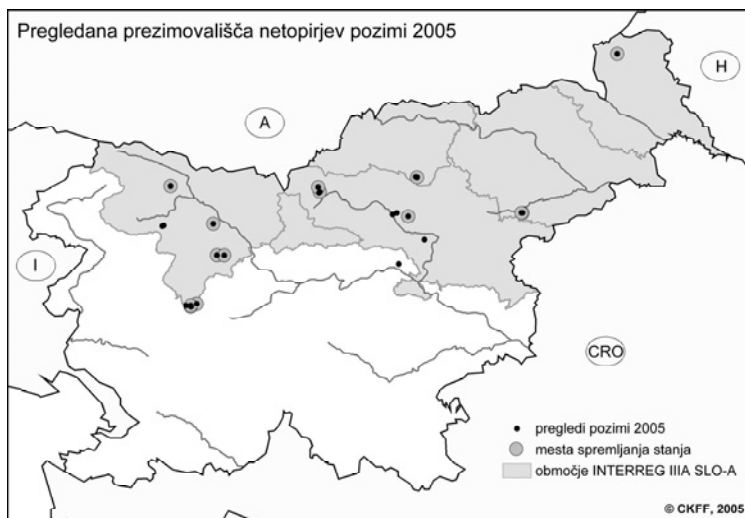 Pregledana prezimovališča netopirjev pozimi 2005
H
A
I
CRO
pregledi pozimi 2005
mesta spremljanja stanja
območje INTERREG IIIA SLO-A
© CKFF, 2005